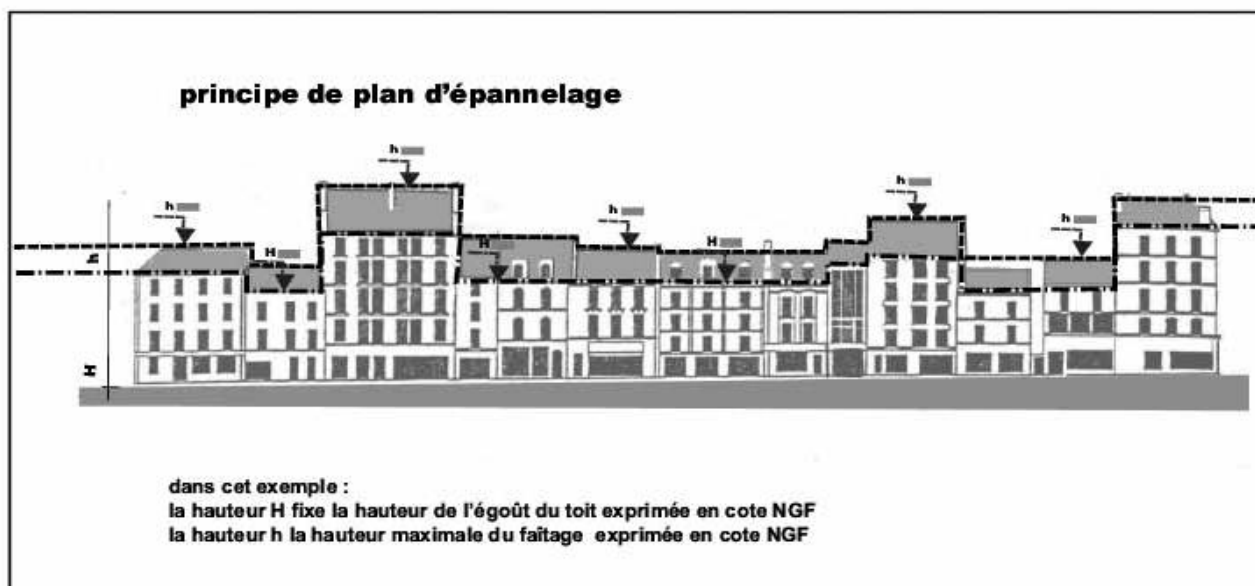 principe de plan d'épannelage
h
h
h
h
h
H
H
H
h
H
dans cet exemple :
la hauteur H fixe la hauteur de l'égoût du toit exprimée en cote NGF
la hauteur h la hauteur maximale du faîtage exprimée en cote NGF